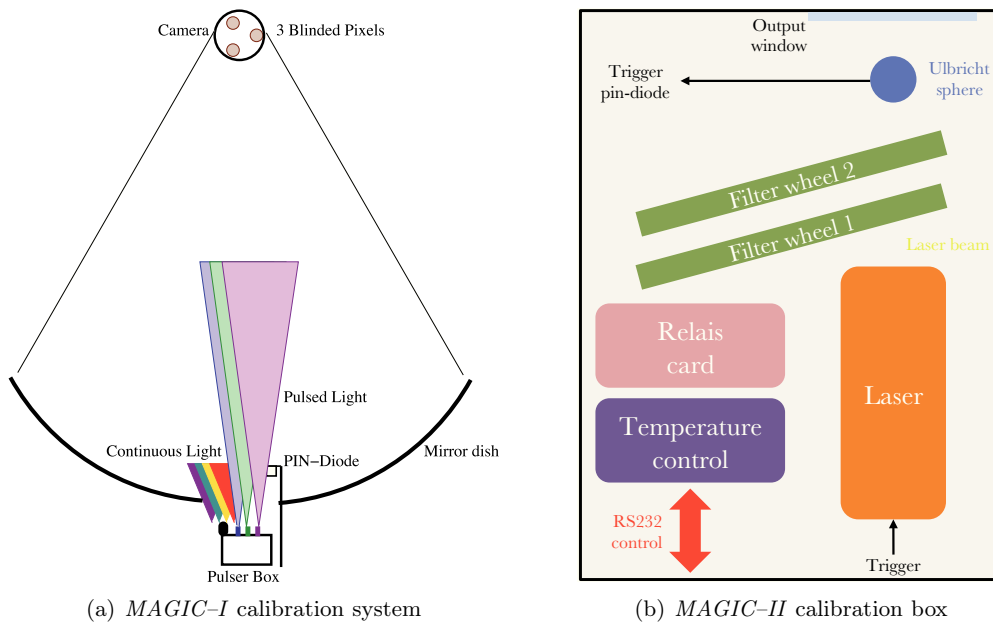 Camera
3 Blinded Pixels
Pulsed Light
Continuous Light
PIN–Diode
Mirror dish
Pulser Box
(a) MAGIC–I calibration system
Output
window
Trigger
pin-diode
Ulbricht
sphere
Filter wheel 2
Filter wheel 1
Laser beam
Relais
card
Laser
Temperature
control
RS232
control
Trigger
(b) MAGIC–II calibration box